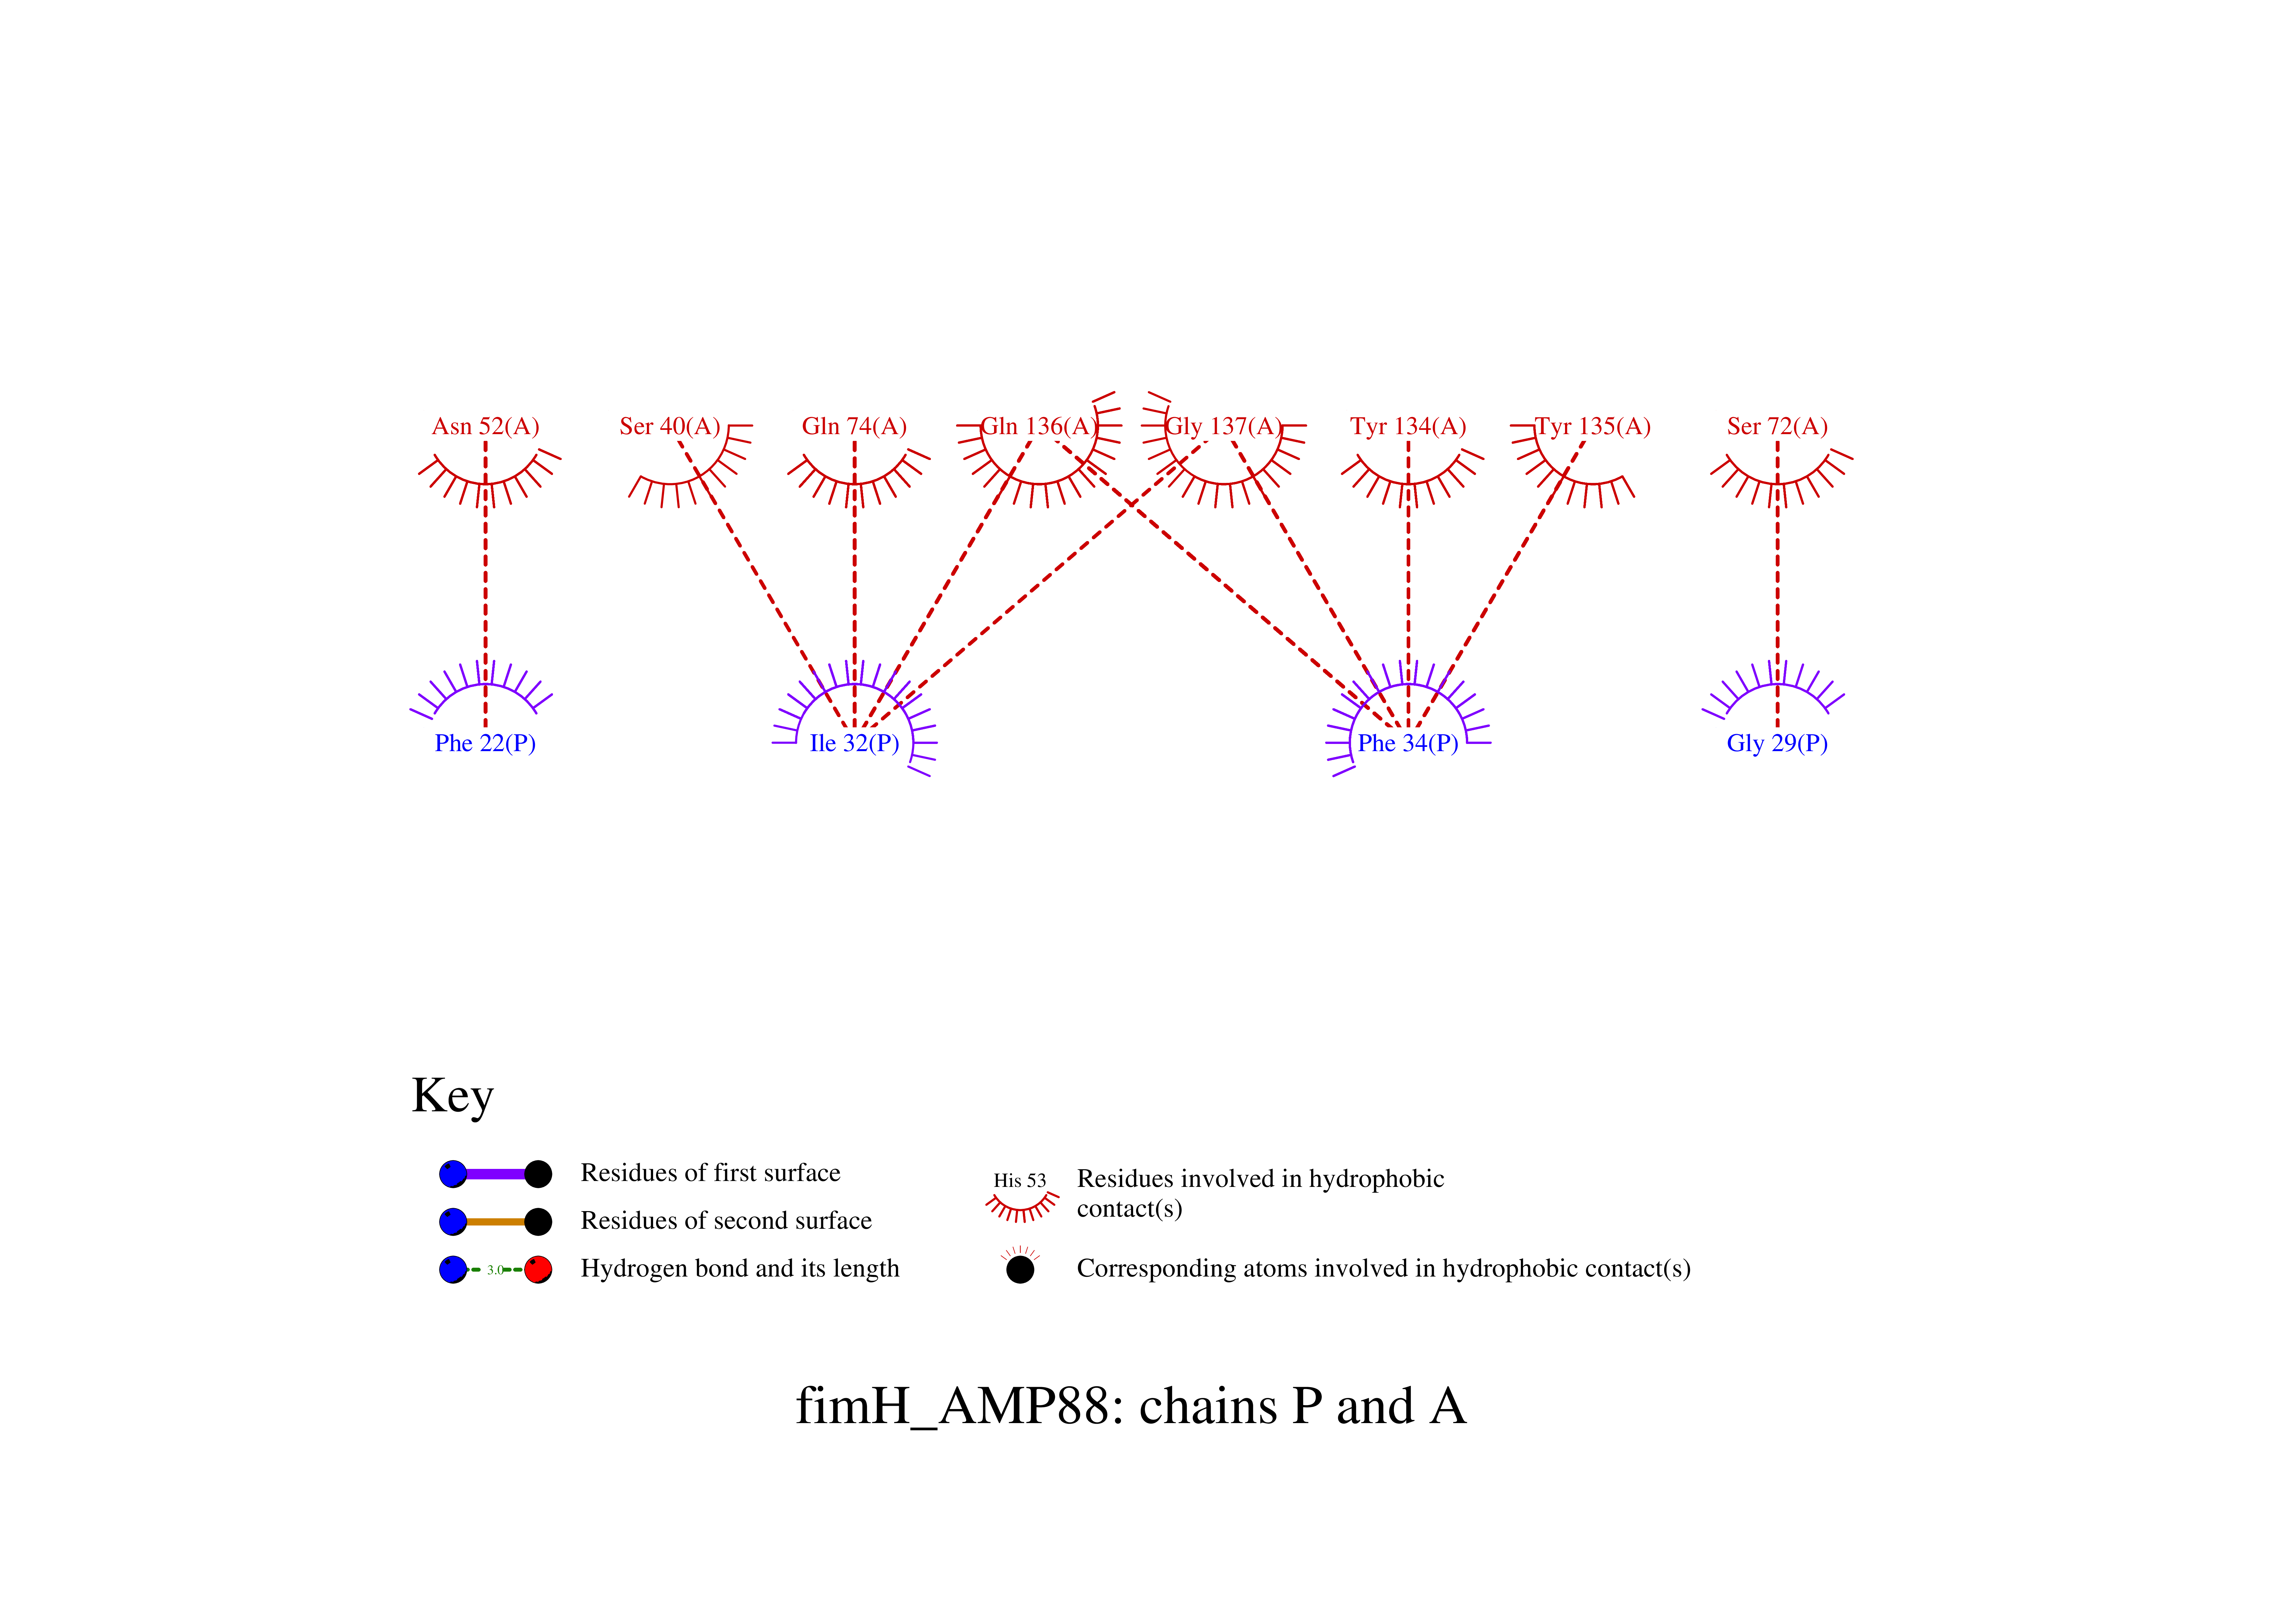 Asn 52(A) Ser 40(A) Gln 74(A) Gln 136(A) Gly 137(A) Tyr 134(A) Tyr 135(A) Ser 72(A)
Phe 22(P) Ile 32(P) Phe 34(P) Gly 29(P)
Key
Residues of first surface
Residues of second surface
3.0 Hydrogen bond and its length
His 53 Residues involved in hydrophobic
contact(s)
Corresponding atoms involved in hydrophobic contact(s)
fimH_AMP88: chains P and A